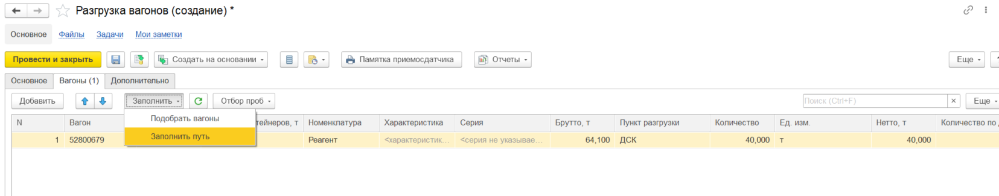 Разгрузка вагонов (создание) *
Основное Файлы Задачи Мои заметки
Провести и закрыть Создать на основании Памятка приемосдатчика Отчеты Еще
Основное Вагоны (1) Дополнительно
Добавить Заполнить Отбор проб Поиск (Ctrl+F) × Еще
Подобрать вагоны
Заполнить путь
N Вагон тейнеров, т Номенклатура Характеристика Серия Брутто, т Пункт разгрузки Количество Ед. изм. Нетто, т Количество по
1 52800679 Реагент <характеристик... <серия не указывае... 64,100 ДСК 40,000 т 40,000